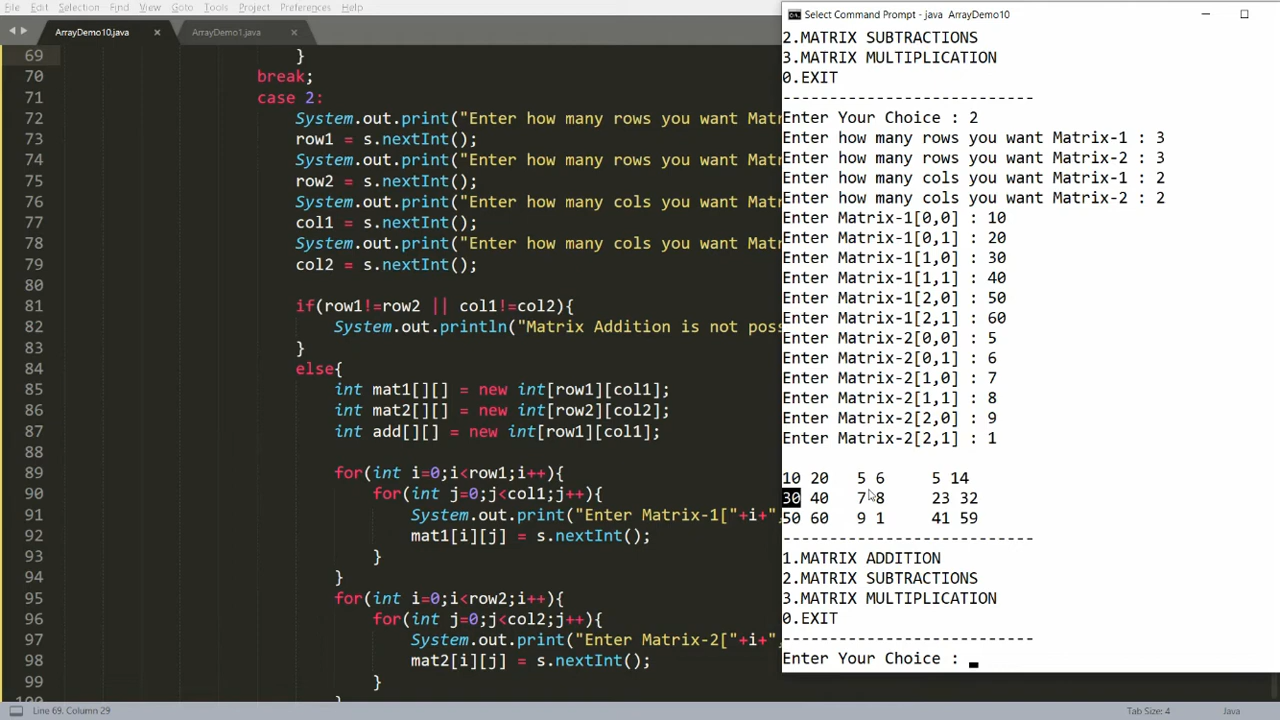 File Edit Selection Find View Goto Tools Project Preferences Help
ArrayDemo10.java × ArrayDemo1.java ×
69 }
70 break;
71 case 2:
72 System.out.print("Enter how many rows you want Mat
73 row1 = s.nextInt();
74 System.out.print("Enter how many rows you want Mat
75 row2 = s.nextInt();
76 System.out.print("Enter how many cols you want Mat
77 col1 = s.nextInt();
78 System.out.print("Enter how many cols you want Mat
79 col2 = s.nextInt();
80
81 if(row1!=row2 || col1!=col2){
82 System.out.println("Matrix Addition is not pos
83 }
84 else{
85 int mat1[][] = new int[row1][col1];
86 int mat2[][] = new int[row2][col2];
87 int add[][] = new int[row1][col1];
88
89 for(int i=0;i<row1;i++){
90 for(int j=0;j<col1;j++){
91 System.out.print("Enter Matrix-1["+i+"
92 mat1[i][j] = s.nextInt();
93 }
94 }
95 for(int i=0;i<row2;i++){
96 for(int j=0;j<col2;j++){
97 System.out.print("Enter Matrix-2["+i+"
98 mat2[i][j] = s.nextInt();
99 }
Line 69, Column 29 Tab Size: 4 Java
Select Command Prompt - java ArrayDemo10
2.MATRIX SUBTRACTIONS
3.MATRIX MULTIPLICATION
0.EXIT
---------------------------
Enter Your Choice : 2
Enter how many rows you want Matrix-1 : 3
Enter how many rows you want Matrix-2 : 3
Enter how many cols you want Matrix-1 : 2
Enter how many cols you want Matrix-2 : 2
Enter Matrix-1[0,0] : 10
Enter Matrix-1[0,1] : 20
Enter Matrix-1[1,0] : 30
Enter Matrix-1[1,1] : 40
Enter Matrix-1[2,0] : 50
Enter Matrix-1[2,1] : 60
Enter Matrix-2[0,0] : 5
Enter Matrix-2[0,1] : 6
Enter Matrix-2[1,0] : 7
Enter Matrix-2[1,1] : 8
Enter Matrix-2[2,0] : 9
Enter Matrix-2[2,1] : 1
10 20 5 6 5 14
30 40 7 8 23 32
50 60 9 1 41 59
---------------------------
1.MATRIX ADDITION
2.MATRIX SUBTRACTIONS
3.MATRIX MULTIPLICATION
0.EXIT
---------------------------
Enter Your Choice :